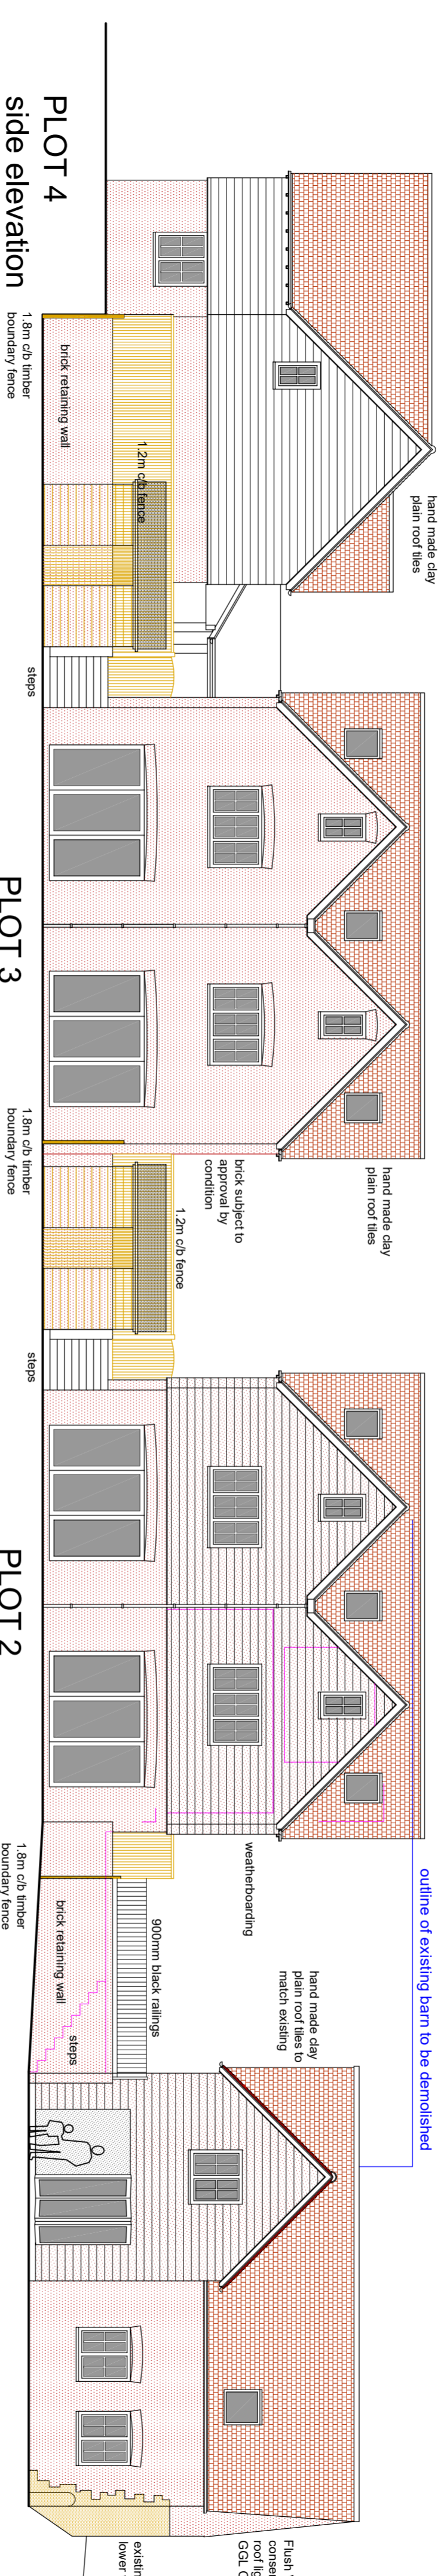 hand made clay
plain roof tiles
1.2m c/b fence
brick retaining wall
1.8m c/b timber
boundary fence
steps
PLOT 4
side elevation
hand made clay
plain roof tiles
brick subject to
approval by
condition
1.2m c/b fence
1.8m c/b timber
boundary fence
steps
PLOT 3
outline of existing barn to be demolished
weatherboarding
hand made clay
plain roof tiles to
match existing
900mm black railings
brick retaining wall
steps
1.8m c/b timber
boundary fence
PLOT 2
Flush
roof
GGL
existing
lower